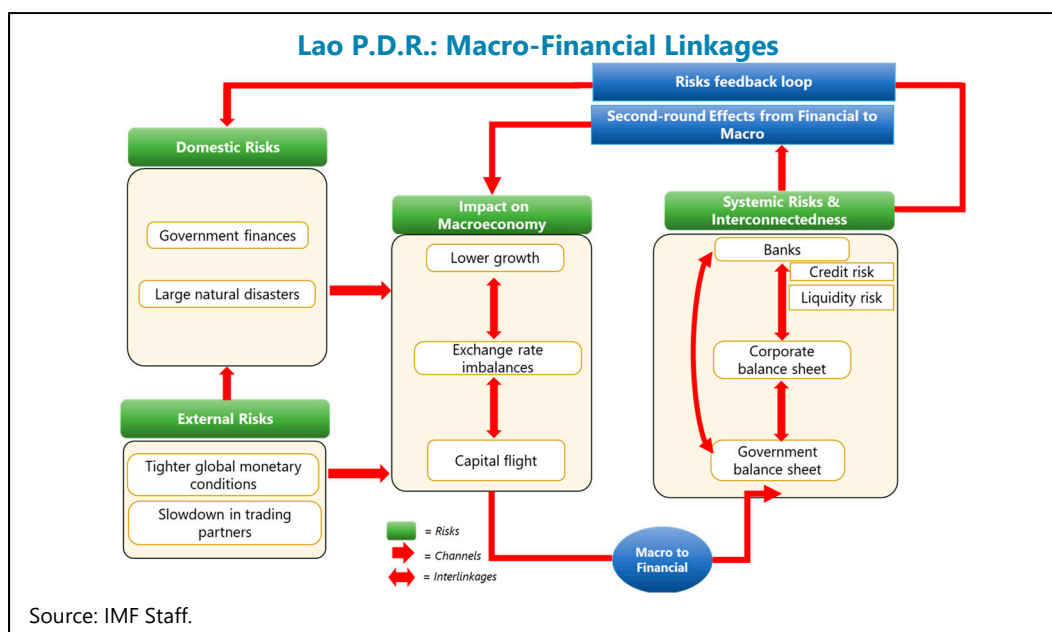 Lao P.D.R.: Macro-Financial Linkages
Risks feedback loop
Second-round Effects from Financial to
Macro
Domestic Risks
Government finances
Large natural disasters
External Risks
Tighter global monetary
conditions
Slowdown in trading
partners
Impact on
Macroeconomy
Lower growth
Exchange rate
imbalances
Capital flight
Systemic Risks &
Interconnectedness
Banks
Credit risk
Liquidity risk
Corporate
balance sheet
Government
balance sheet
= Risks
= Channels
= Interlinkages
Macro to
Financial
Source: IMF Staff.